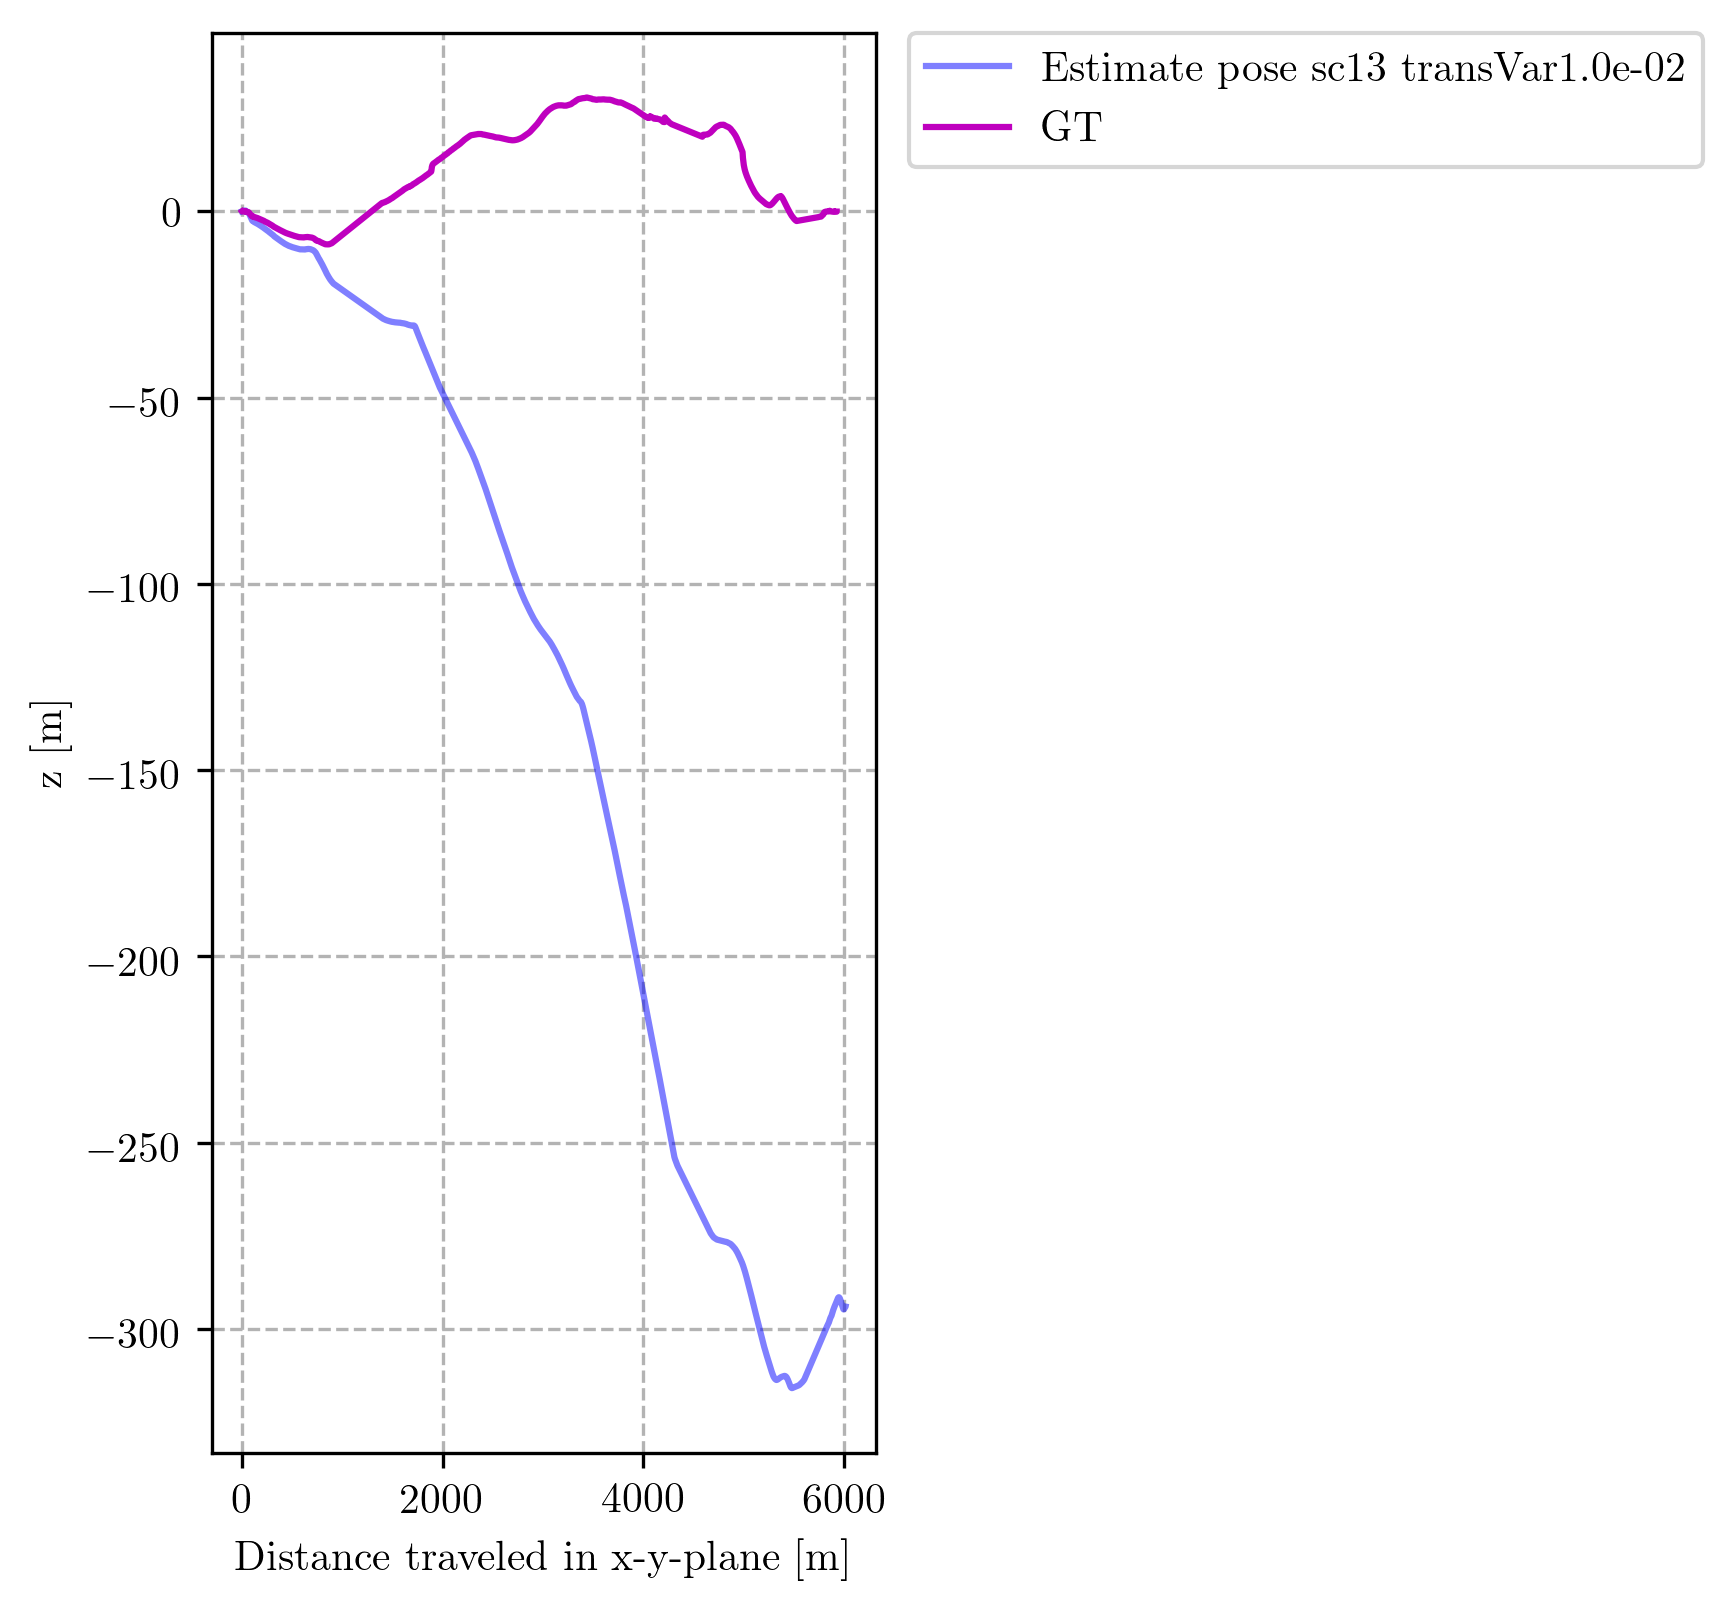 Estimate pose sc13 transVar1.0e-02
GT
0
−50
−100
−150
−200
−250
−300
z [m]
0 2000 4000 6000
Distance traveled in x-y-plane [m]